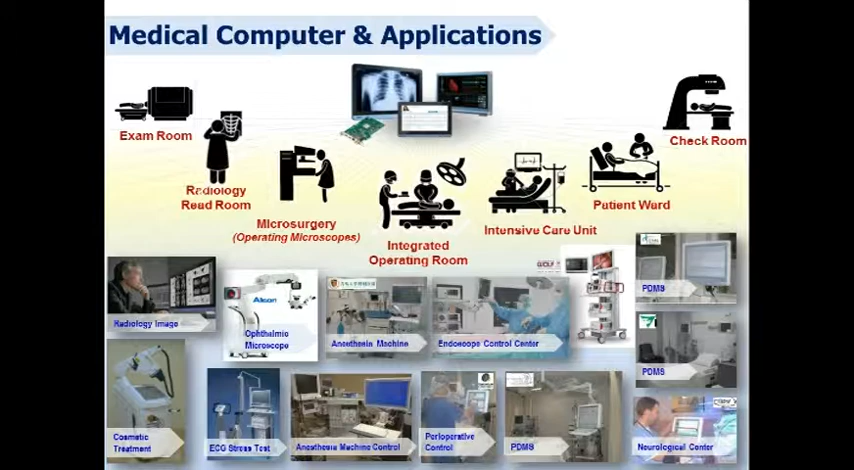 Medical Computer & Applications
Exam Room
Check Room
Radiology
Read Room
Patient Ward
Microsurgery
(Operating Microscopes)
Intensive Care Unit
Integrated
Operating Room
PDMS
Radiology Image
Alcon
Ophthalmic
Microscope
Anesthesia Machine
Endoscope Control Center
PDMS
Cosmetic
Treatment
ECG Stress Test
Anesthesia Machine Control
Perioperative
Control
PDMS
Neurological Center